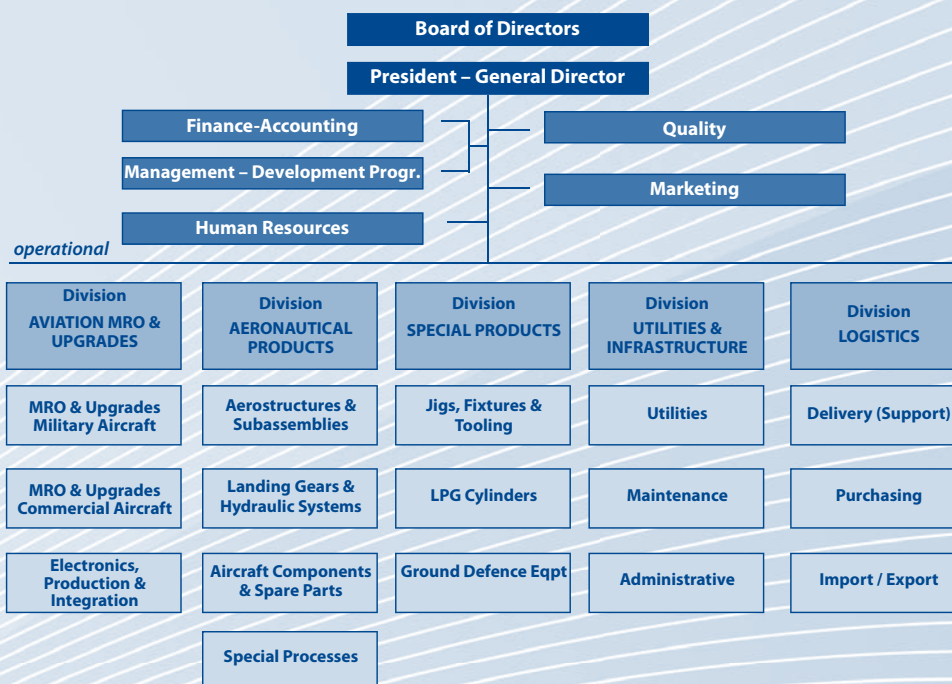 Board of Directors
President – General Director
Finance-Accounting
Quality
Management – Development Progr.
Marketing
Human Resources
operational
Division
AVIATION MRO &
UPGRADES
Division
AERONAUTICAL
PRODUCTS
Division
SPECIAL PRODUCTS
Division
UTILITIES &
INFRASTRUCTURE
Division
LOGISTICS
MRO & Upgrades
Military Aircraft
Aerostructures &
Subassemblies
Jigs, Fixtures &
Tooling
Utilities
Delivery (Support)
MRO & Upgrades
Commercial Aircraft
Landing Gears &
Hydraulic Systems
LPG Cylinders
Maintenance
Purchasing
Electronics,
Production &
Integration
Aircraft Components
& Spare Parts
Ground Defence Eqpt
Administrative
Import / Export
Special Processes